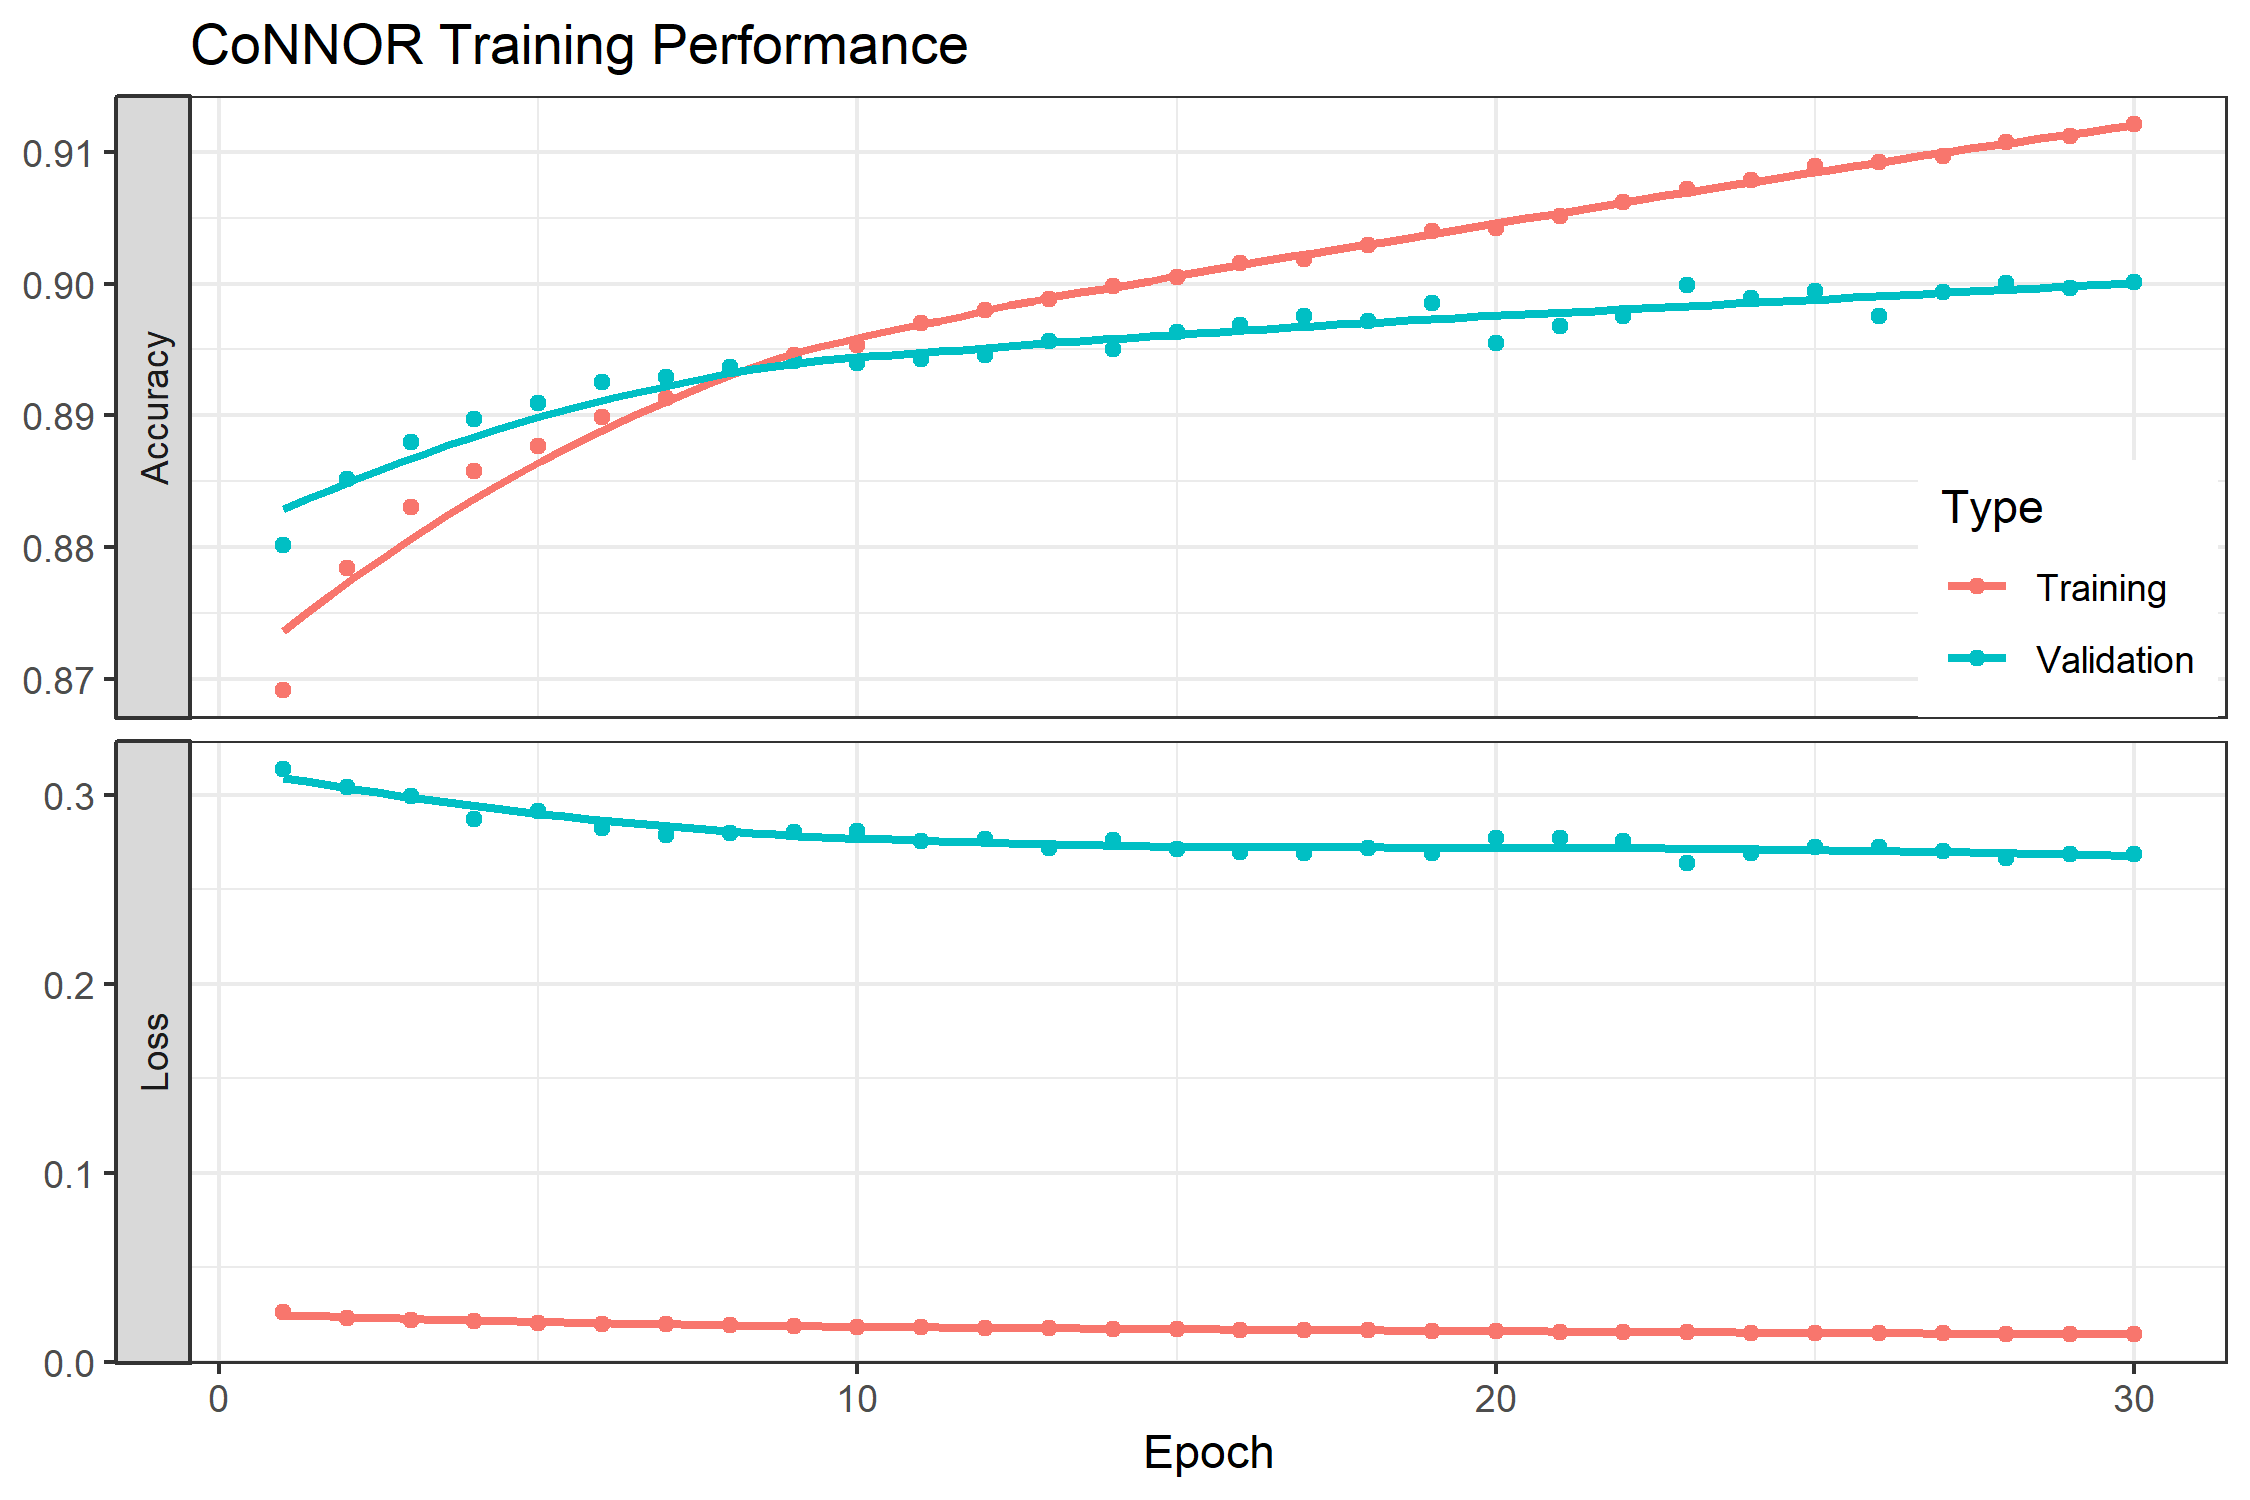 CoNNOR Training Performance
Accuracy
0.91
0.90
0.89
0.88
0.87
Type
Training
Validation
Loss
0.3
0.2
0.1
0.0
0
10
20
30
Epoch